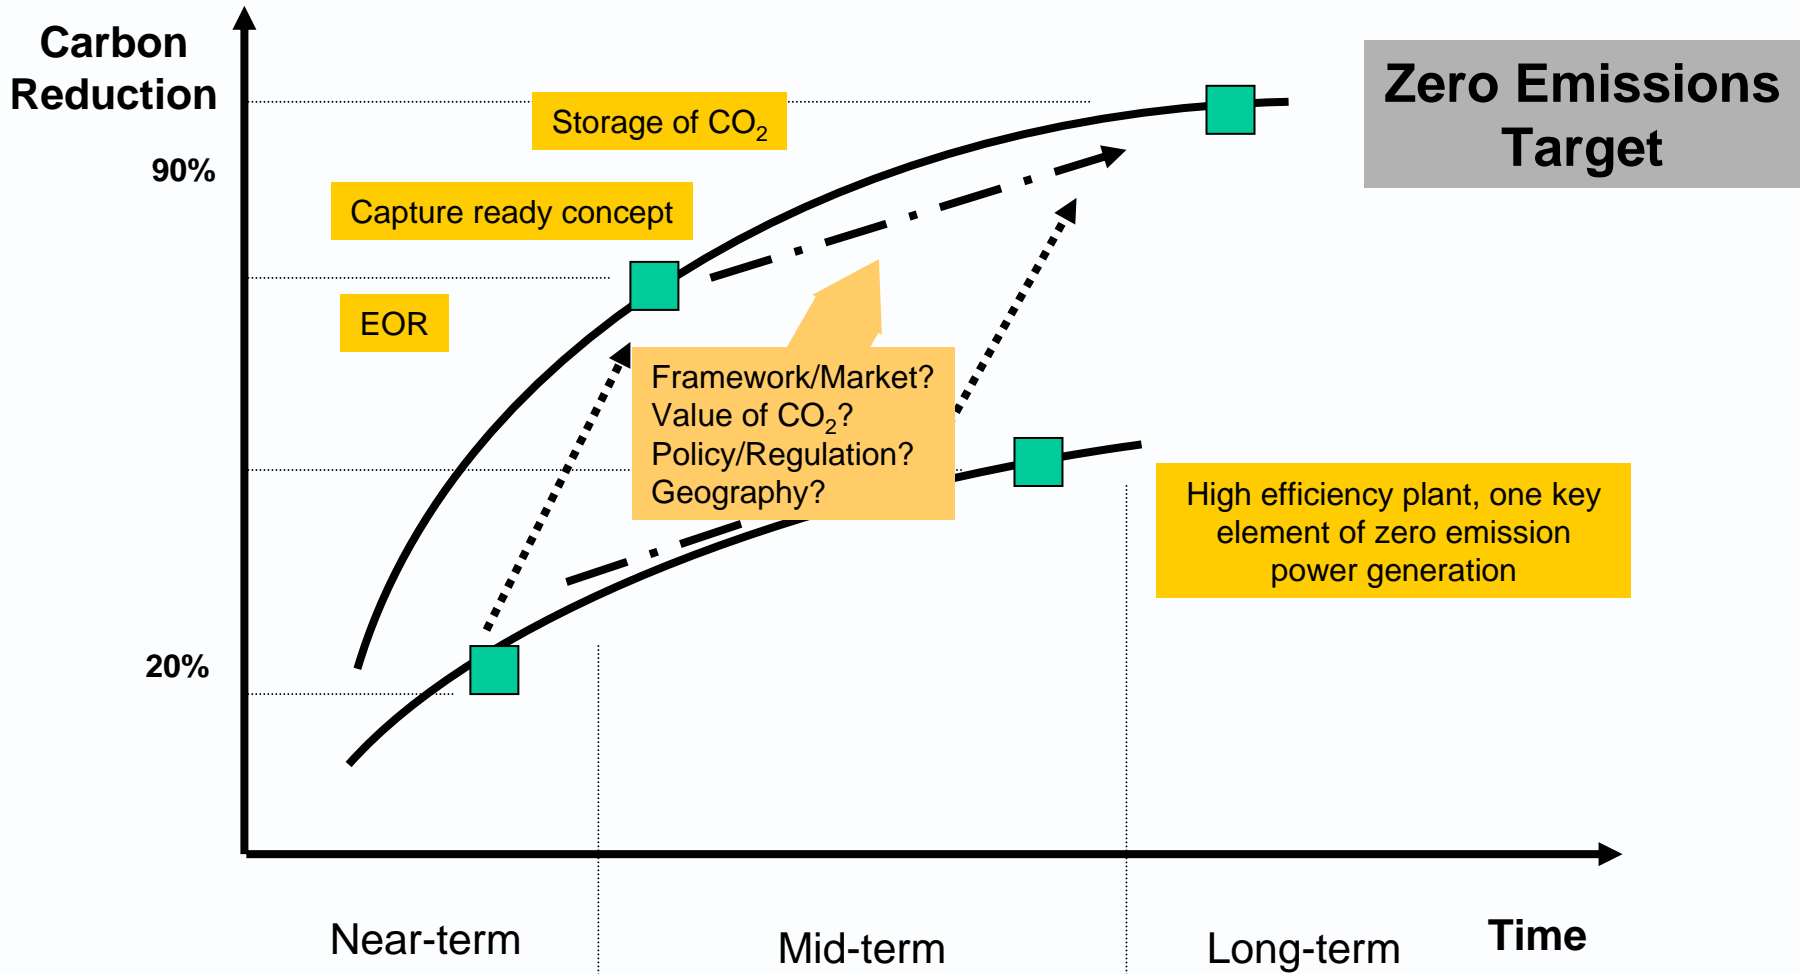 Carbon
Reduction
Zero Emissions
Target
Storage of CO₂
90%
Capture ready concept
EOR
Framework/Market?
Value of CO₂?
Policy/Regulation?
Geography?
High efficiency plant, one key
element of zero emission
power generation
20%
Near-term
Mid-term
Long-term
Time